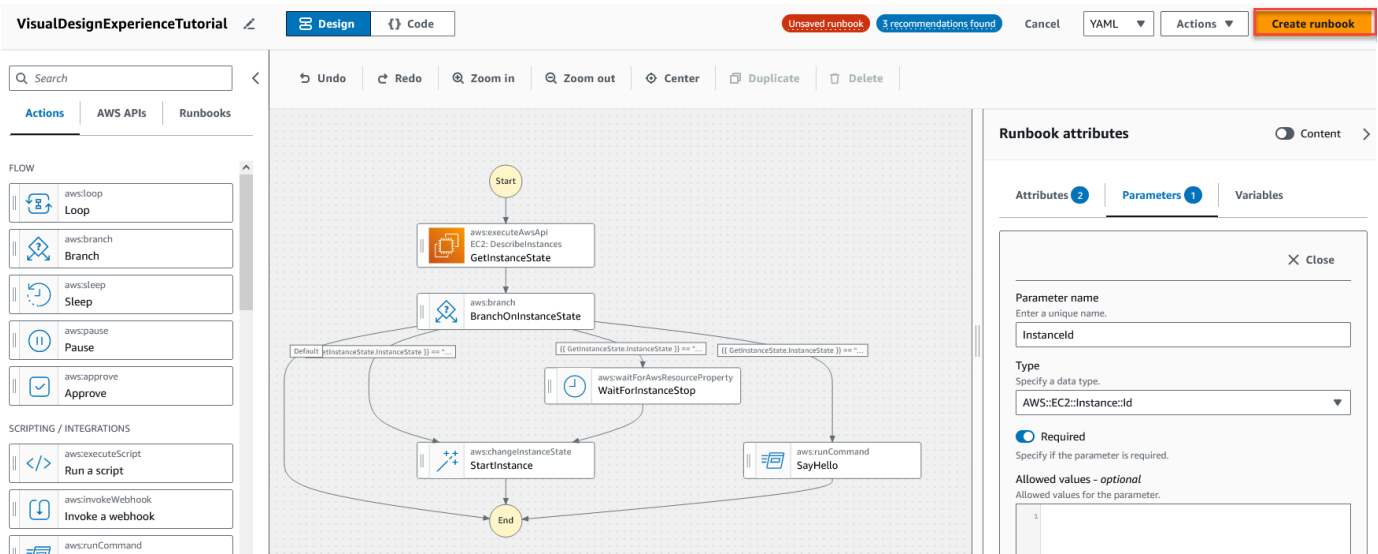 VisualDesignExperienceTutorial
Design
{} Code
Unsaved runbook
3 recommendations found
Cancel
YAML
Actions
Create runbook
Search
Undo
Redo
Zoom in
Zoom out
Center
Duplicate
Delete
Actions
AWS APIs
Runbooks
FLOW
aws:loop
Loop
aws:branch
Branch
aws:sleep
Sleep
aws:pause
Pause
aws:approve
Approve
SCRIPTING / INTEGRATIONS
aws:executeScript
Run a script
aws:invokeWebhook
Invoke a webhook
aws:runCommand
Start
aws:executeAwsApi
EC2: DescribeInstances
GetInstanceState
aws:branch
BranchOnInstanceState
Default
etInstanceState.InstanceState }} == "...
{{ GetInstanceState.InstanceState }} == "...
{{ GetInstanceState.InstanceState }} == "...
aws:waitForAwsResourceProperty
WaitForInstanceStop
aws:changeInstanceState
StartInstance
aws:runCommand
SayHello
End
Runbook attributes
Content
Attributes 2
Parameters 1
Variables
Close
Parameter name
Enter a unique name.
InstanceId
Type
Specify a data type.
AWS::EC2::Instance::Id
Required
Specify if the parameter is required.
Allowed values - optional
Allowed values for the parameter.
1